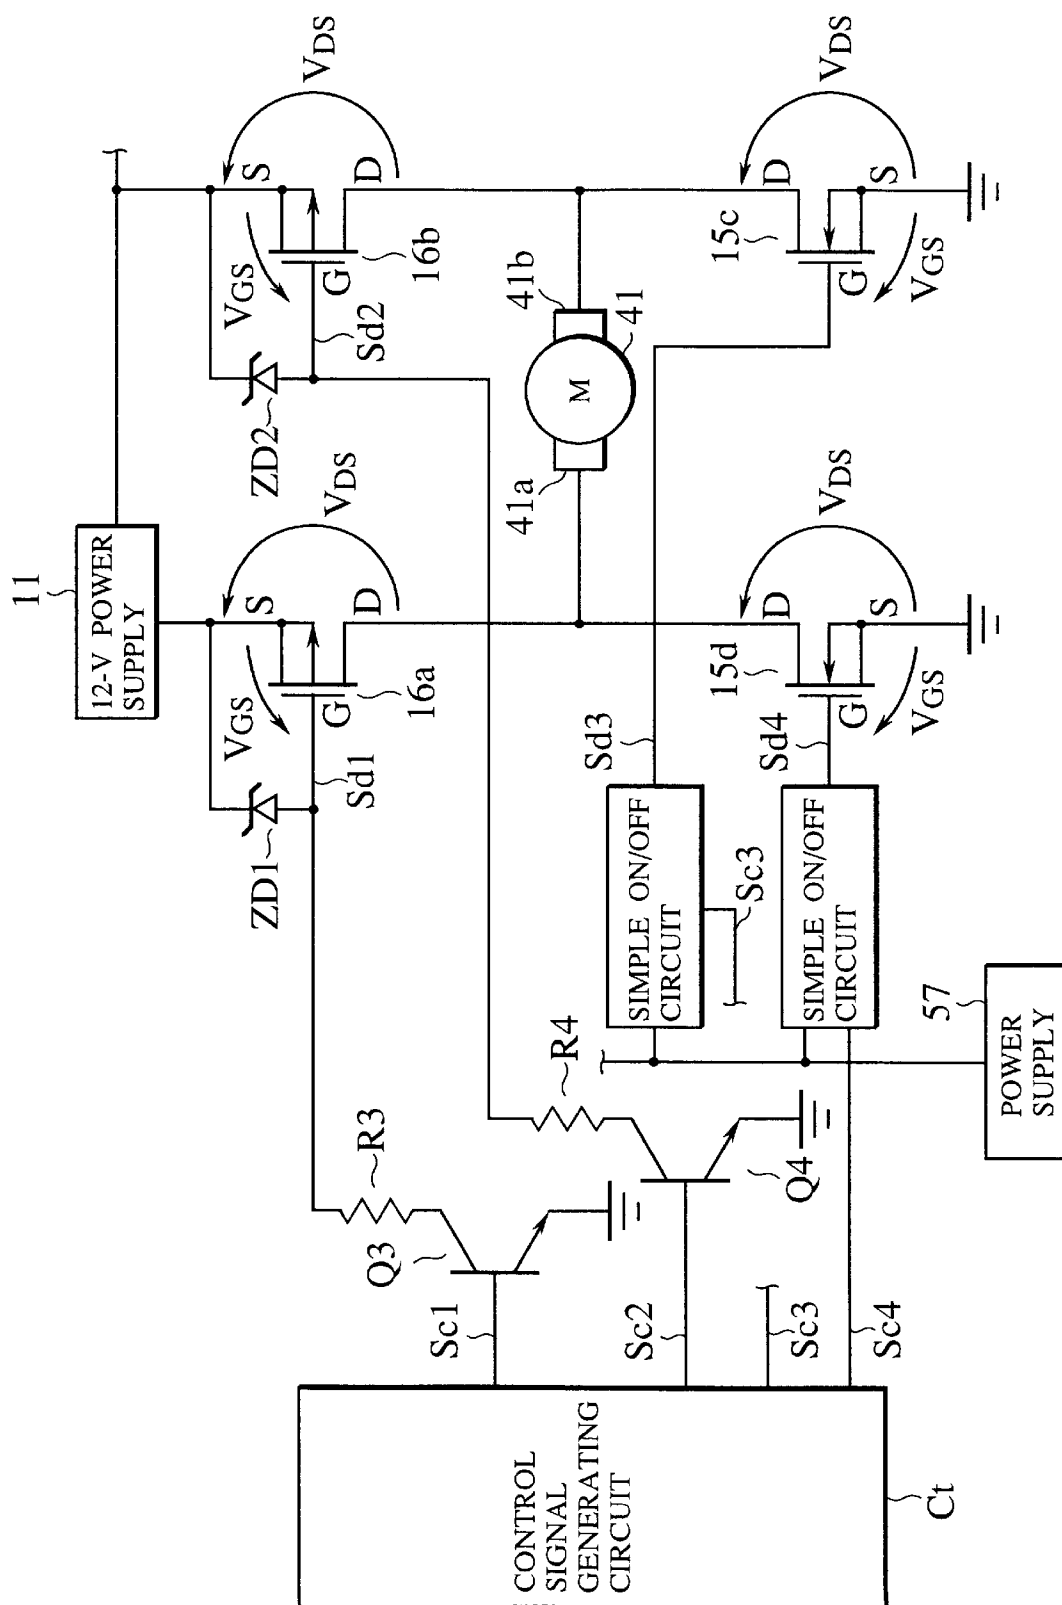 11
12-V POWER
SUPPLY
VDS
VDS
S
S
VGS
VGS
D
D
G
G
16a
16b
ZD1
ZD2
Sd1
Sd2
R3
Q3
R4
Q4
41a
41b
41
M
Sd3
SIMPLE ON/OFF
CIRCUIT
Sc3
Sd4
SIMPLE ON/OFF
CIRCUIT
15d
15c
D
D
S
S
G
G
VGS
VGS
VDS
VDS
57
POWER
SUPPLY
Sc1
Sc2
Sc3
Sc4
CONTROL
SIGNAL
GENERATING
CIRCUIT
Ct